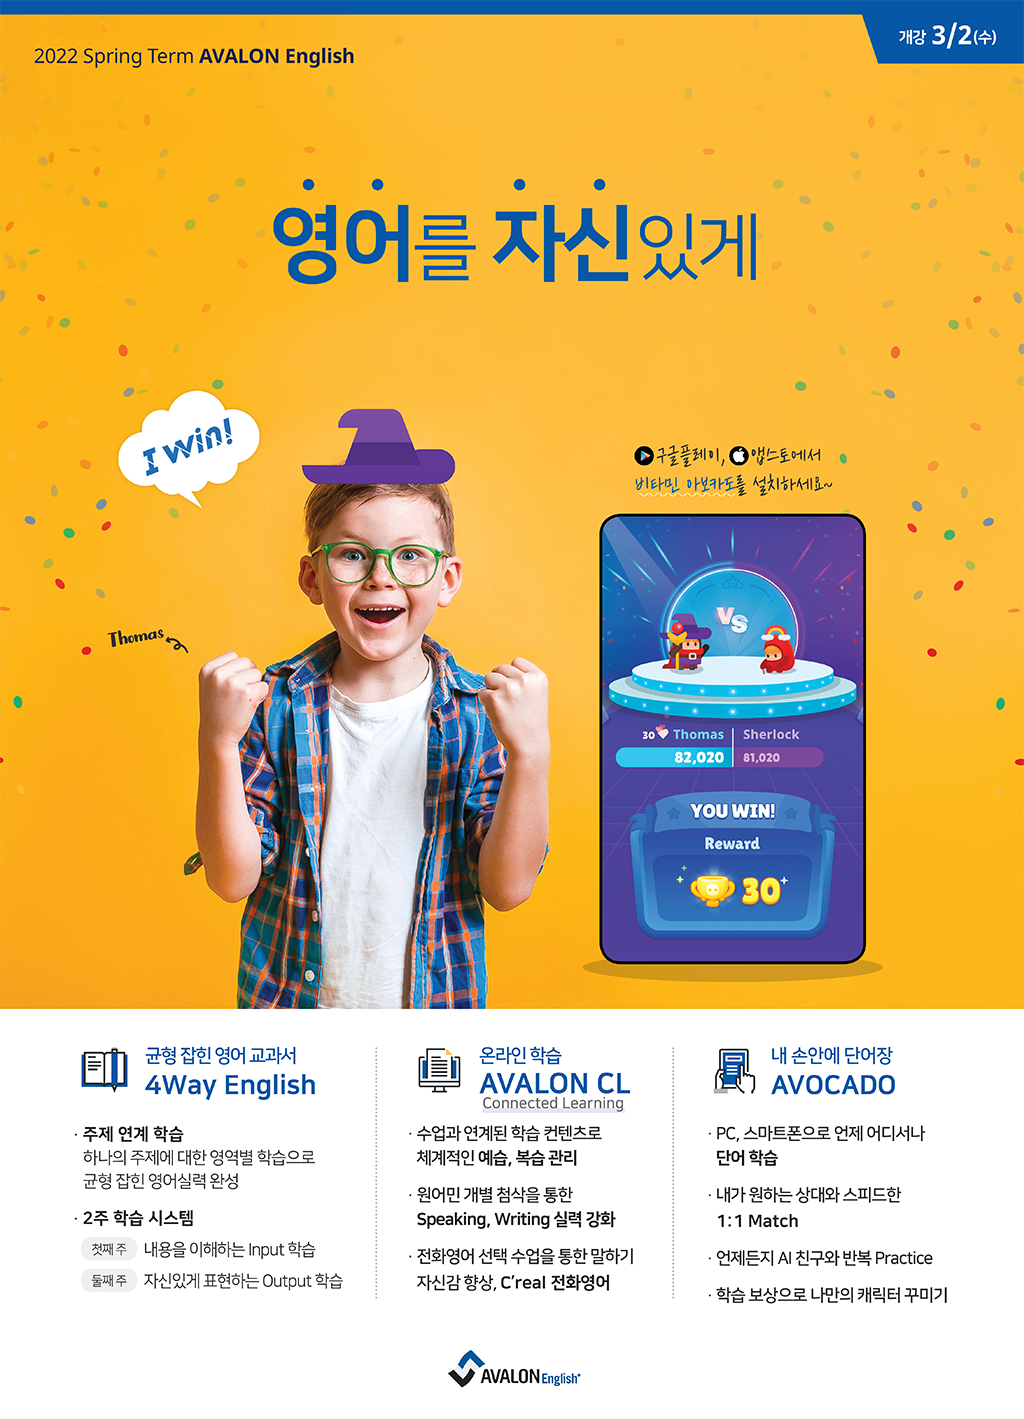 2022 Spring Term AVALON English
개강 3/2(수)
영어를 자신있게
I win!
구글플레이, 앱스토에서
비타민 아보카도를 설치하세요~
Thomas
VS
30 Thomas
Sherlock
82,020
81,020
YOU WIN!
Reward
30
균형 잡힌 영어 교과서
4Way English
· 주제 연계 학습
하나의 주제에 대한 영역별 학습으로
균형 잡힌 영어실력 완성
· 2주 학습 시스템
첫째 주 내용을 이해하는 Input 학습
둘째 주 자신있게 표현하는 Output 학습
온라인 학습
AVALON CL
Connected Learning
· 수업과 연계된 학습 컨텐츠로
체계적인 예습, 복습 관리
· 원어민 개별 첨삭을 통한
Speaking, Writing 실력 강화
· 전화영어 선택 수업을 통한 말하기
자신감 향상, C’real 전화영어
내 손안에 단어장
AVOCADO
· PC, 스마트폰으로 언제 어디서나
단어 학습
· 내가 원하는 상대와 스피드한
1:1 Match
· 언제든지 AI 친구와 반복 Practice
· 학습 보상으로 나만의 캐릭터 꾸미기
AVALON English